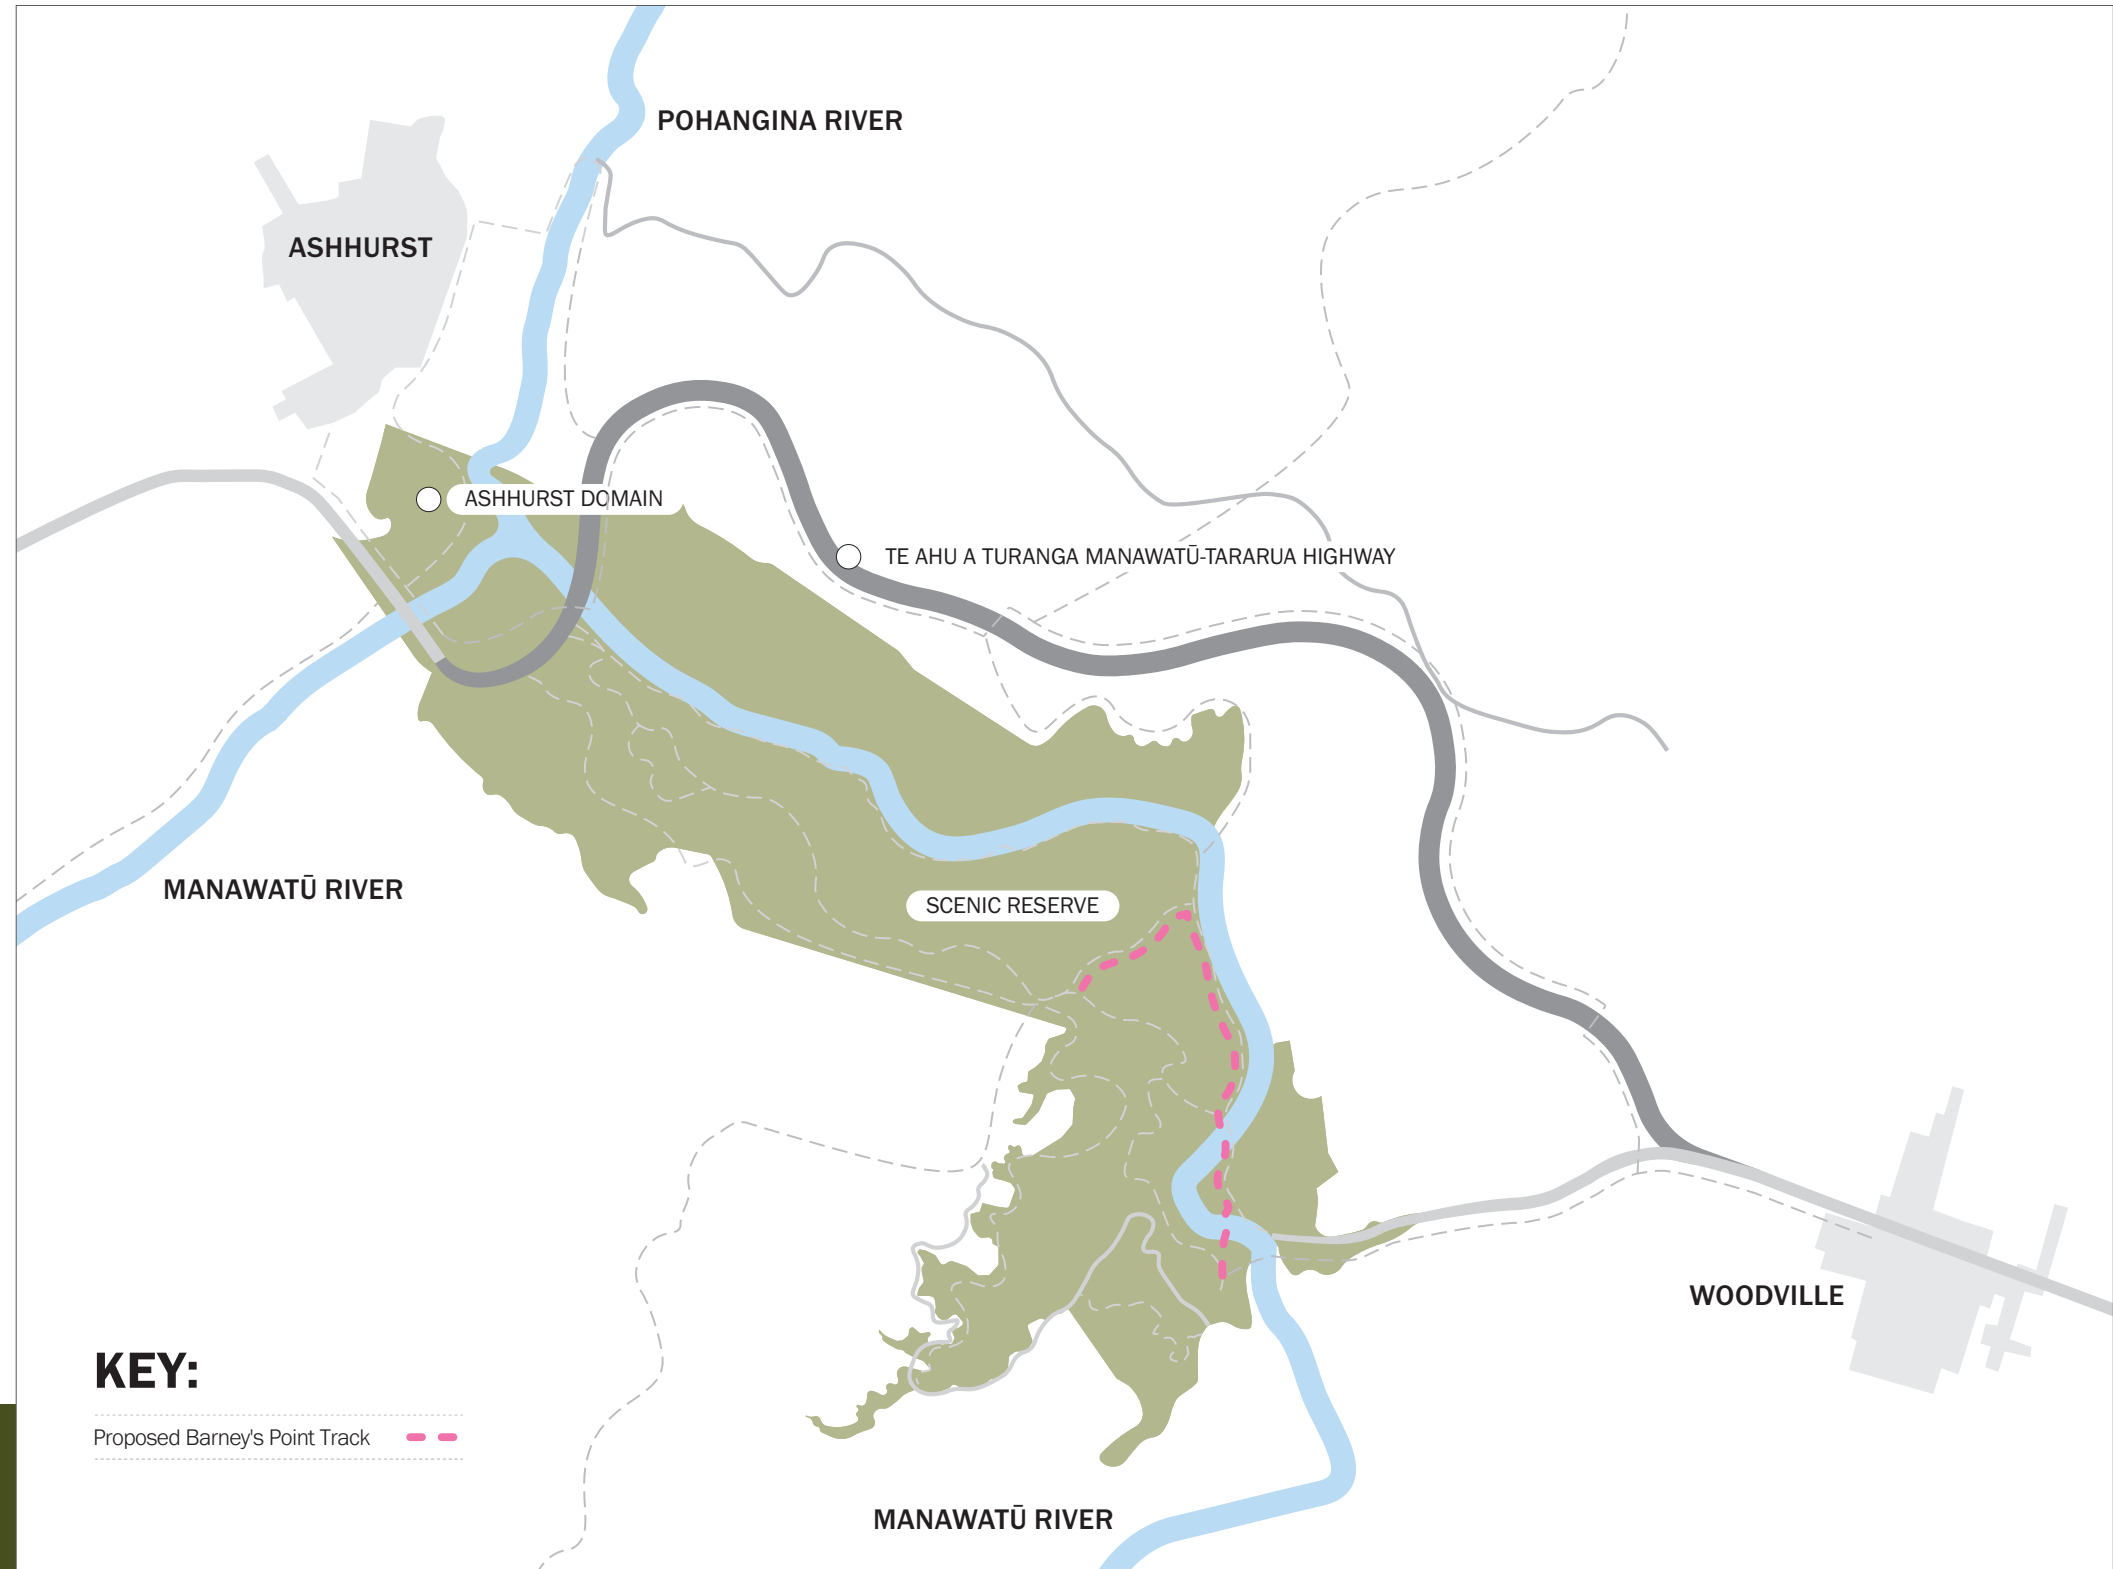 POHANGINA RIVER
ASHHURST
ASHHURST DOMAIN
TE AHU A TURANGA MANAWATŪ-TARARUA HIGHWAY
MANAWATŪ RIVER
SCENIC RESERVE
WOODVILLE
KEY:
Proposed Barney's Point Track
MANAWATŪ RIVER